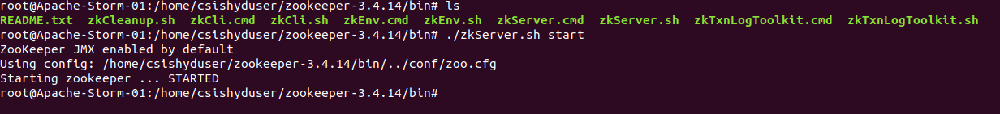 root@Apache-Storm-01:/home/csishyduser/zookeeper-3.4.14/bin# ls
README.txt zkCleanup.sh zkCli.cmd zkCli.sh zkEnv.cmd zkEnv.sh zkServer.cmd zkServer.sh zkTxnLogToolkit.cmd zkTxnLogToolkit.sh
root@Apache-Storm-01:/home/csishyduser/zookeeper-3.4.14/bin# ./zkServer.sh start
ZooKeeper JMX enabled by default
Using config: /home/csishyduser/zookeeper-3.4.14/bin/../conf/zoo.cfg
Starting zookeeper ... STARTED
root@Apache-Storm-01:/home/csishyduser/zookeeper-3.4.14/bin#